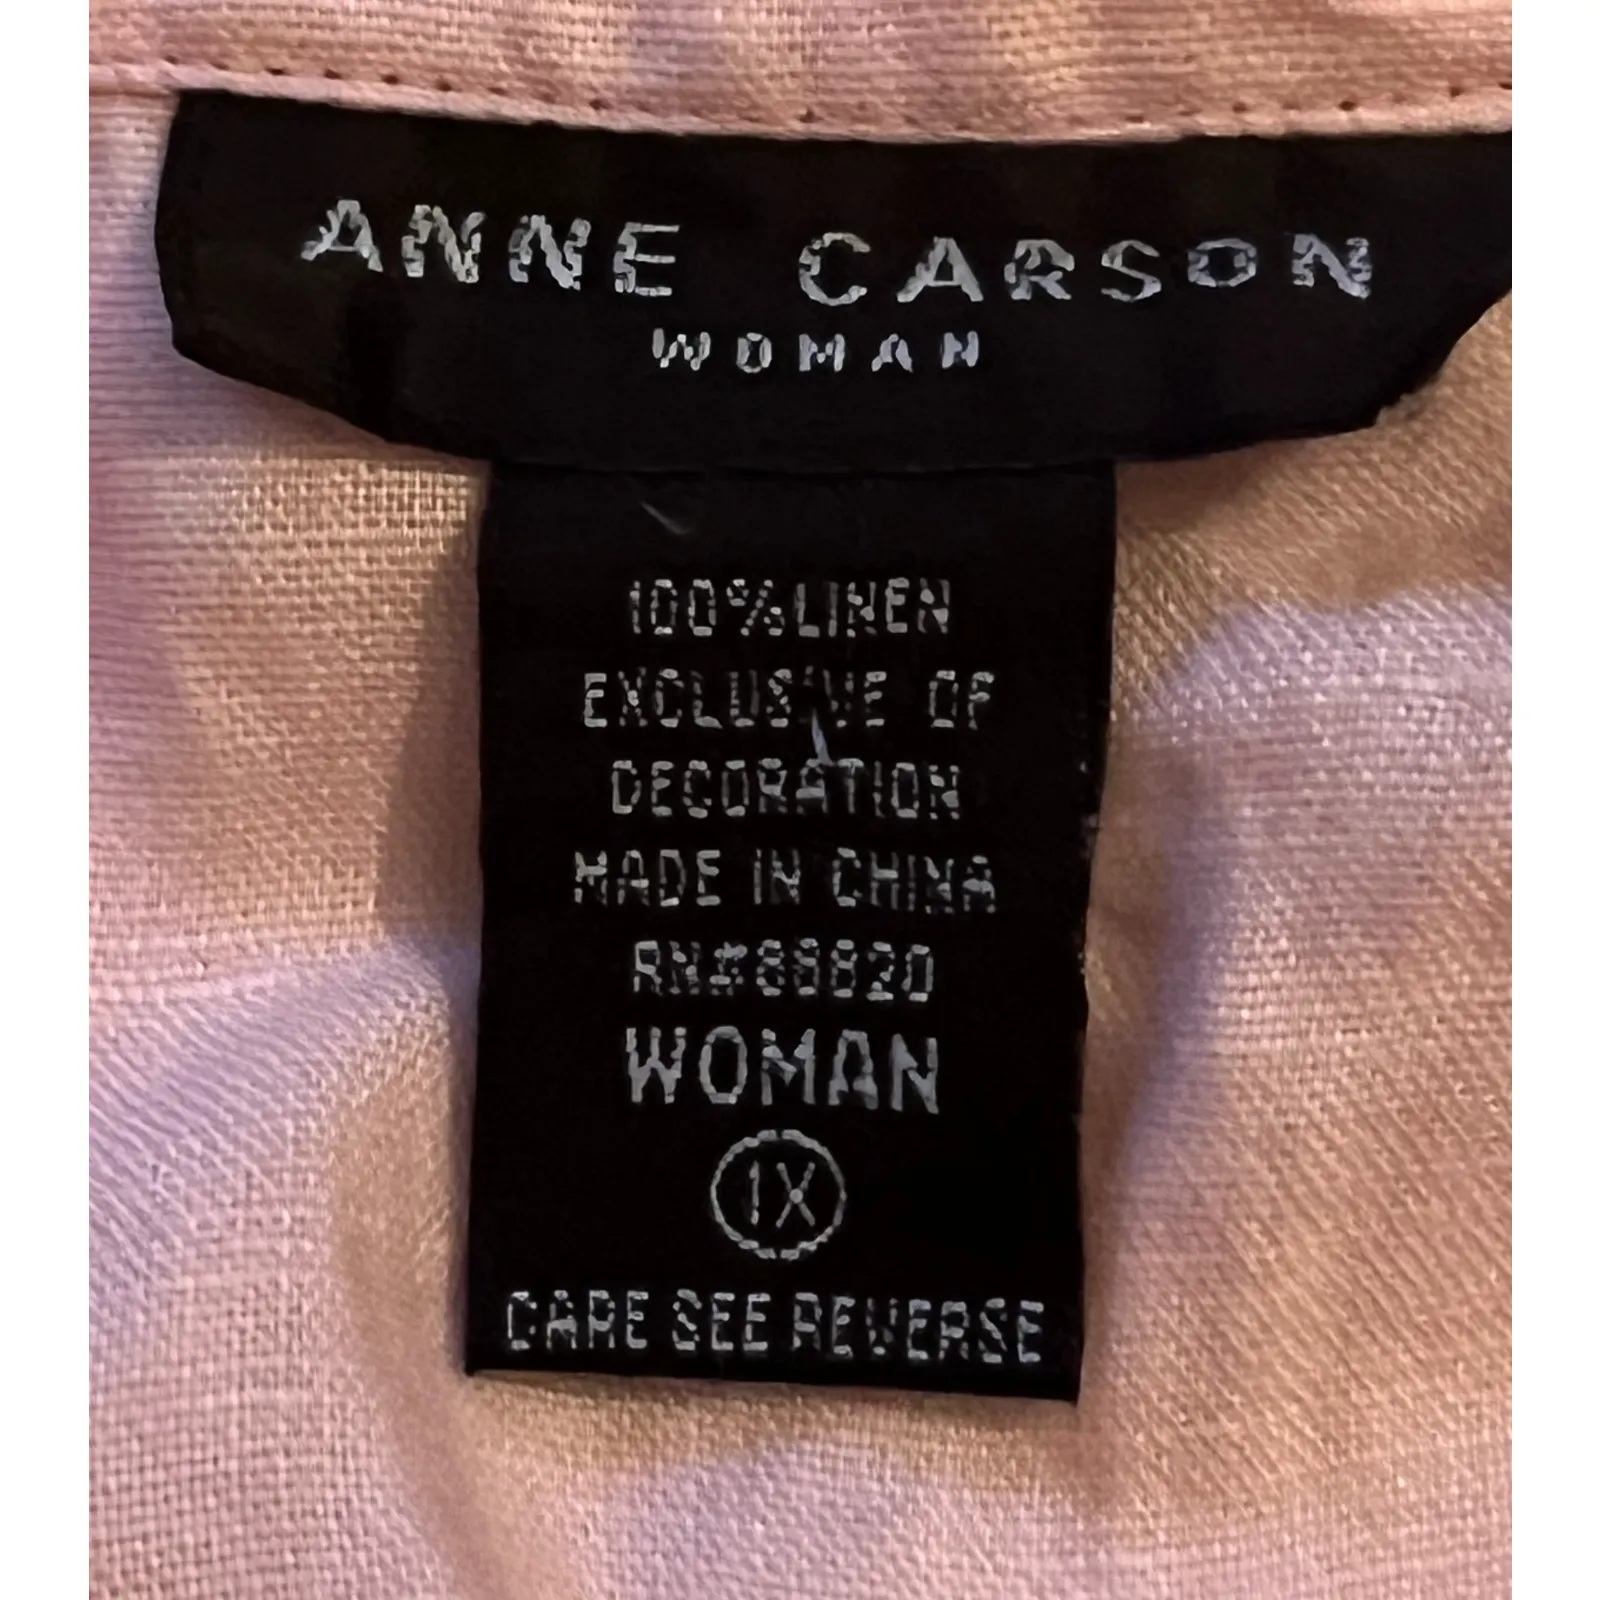 ANNE CARSON
WOMAN
100%LINEN
EXCLUSIVE OF
DECORATION
MADE IN CHINA
RN#88820
WOMAN
1X
CARE SEE REVERSE